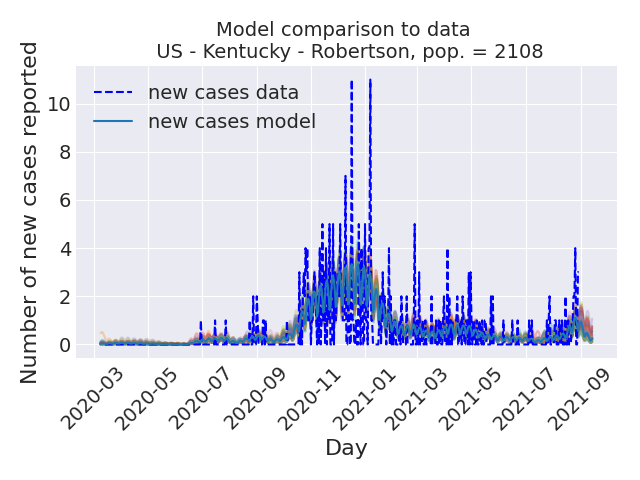 Model comparison to data
US - Kentucky - Robertson, pop. = 2108
Number of new cases reported
10
8
6
4
2
0
new cases data
new cases model
2020-03
2020-05
2020-07
2020-09
2020-11
2021-01
2021-03
2021-05
2021-07
2021-09
Day